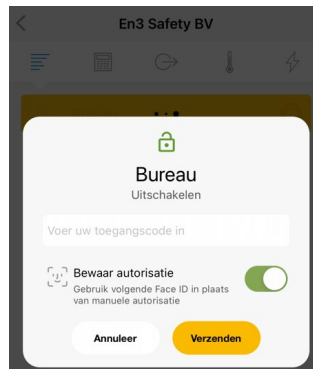 En3 Safety BV
Bureau
Uitschakelen
Voer uw toegangscode in
Bewaar autorisatie
Gebruik volgende Face ID in plaats
van manuele autorisatie
Annuleer
Verzenden